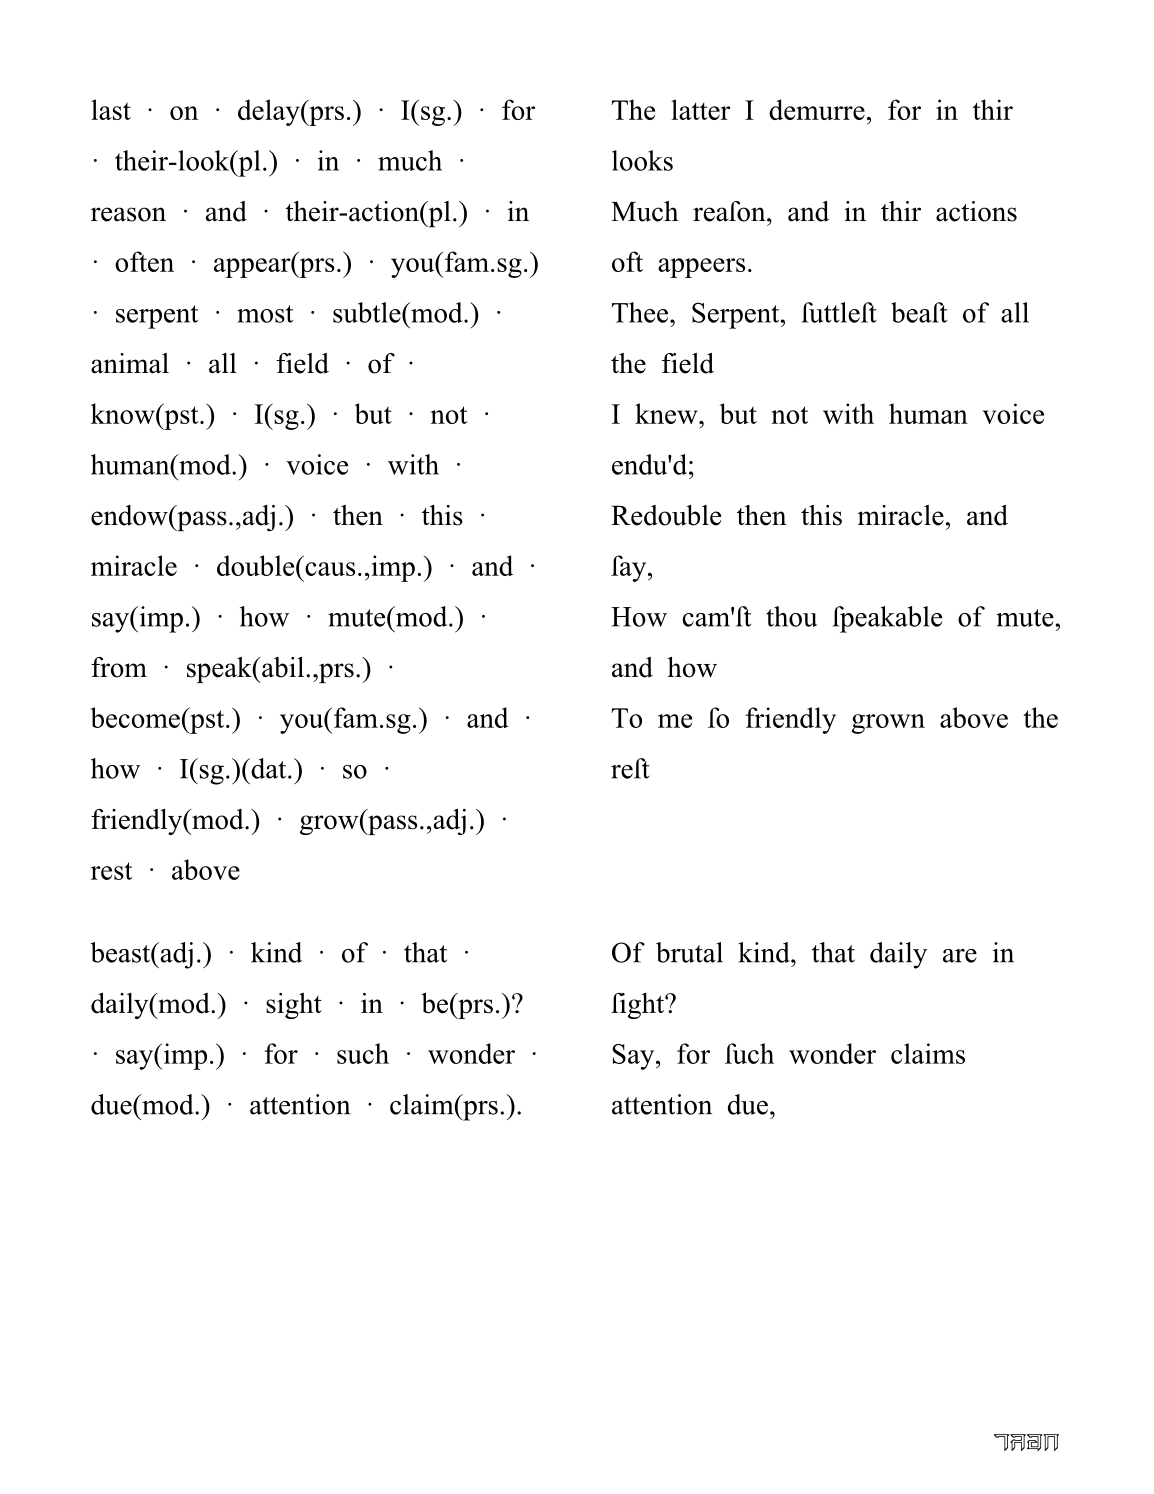 last · on · delay(prs.) · I(sg.) · for
· their-look(pl.) · in · much ·
reason · and · their-action(pl.) · in
· often · appear(prs.) · you(fam.sg.)
· serpent · most · subtle(mod.) ·
animal · all · field · of ·
know(pst.) · I(sg.) · but · not ·
human(mod.) · voice · with ·
endow(pass.,adj.) · then · this ·
miracle · double(caus.,imp.) · and ·
say(imp.) · how · mute(mod.) ·
from · speak(abil.,prs.) ·
become(pst.) · you(fam.sg.) · and ·
how · I(sg.)(dat.) · so ·
friendly(mod.) · grow(pass.,adj.) ·
rest · above
The latter I demurre, for in thir
looks
Much reaſon, and in thir actions
oft appeers.
Thee, Serpent, ſuttleſt beaſt of all
the field
I knew, but not with human voice
endu'd;
Redouble then this miracle, and
ſay,
How cam'ſt thou ſpeakable of mute,
and how
To me ſo friendly grown above the
reſt
beast(adj.) · kind · of · that ·
daily(mod.) · sight · in · be(prs.)?
· say(imp.) · for · such · wonder ·
due(mod.) · attention · claim(prs.).
Of brutal kind, that daily are in
ſight?
Say, for ſuch wonder claims
attention due,